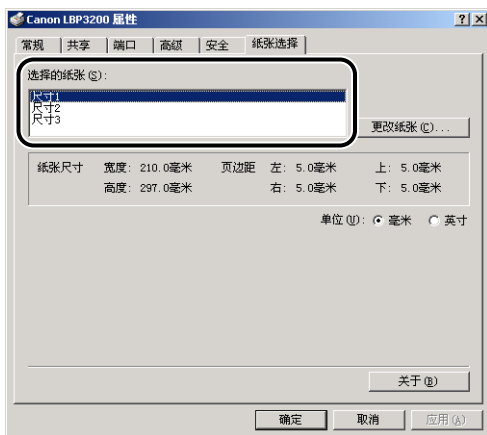 Canon LBP3200 属性
常规 共享 端口 高级 安全 纸张选择
选择的纸张(S):
尺寸1
尺寸2
尺寸3
更改纸张(C)...
纸张尺寸 宽度: 210.0毫米 页边距 左: 5.0毫米 上: 5.0毫米
高度: 297.0毫米 右: 5.0毫米 下: 5.0毫米
单位(U): 毫米 英寸
关于(B)
确定 取消 应用(A)